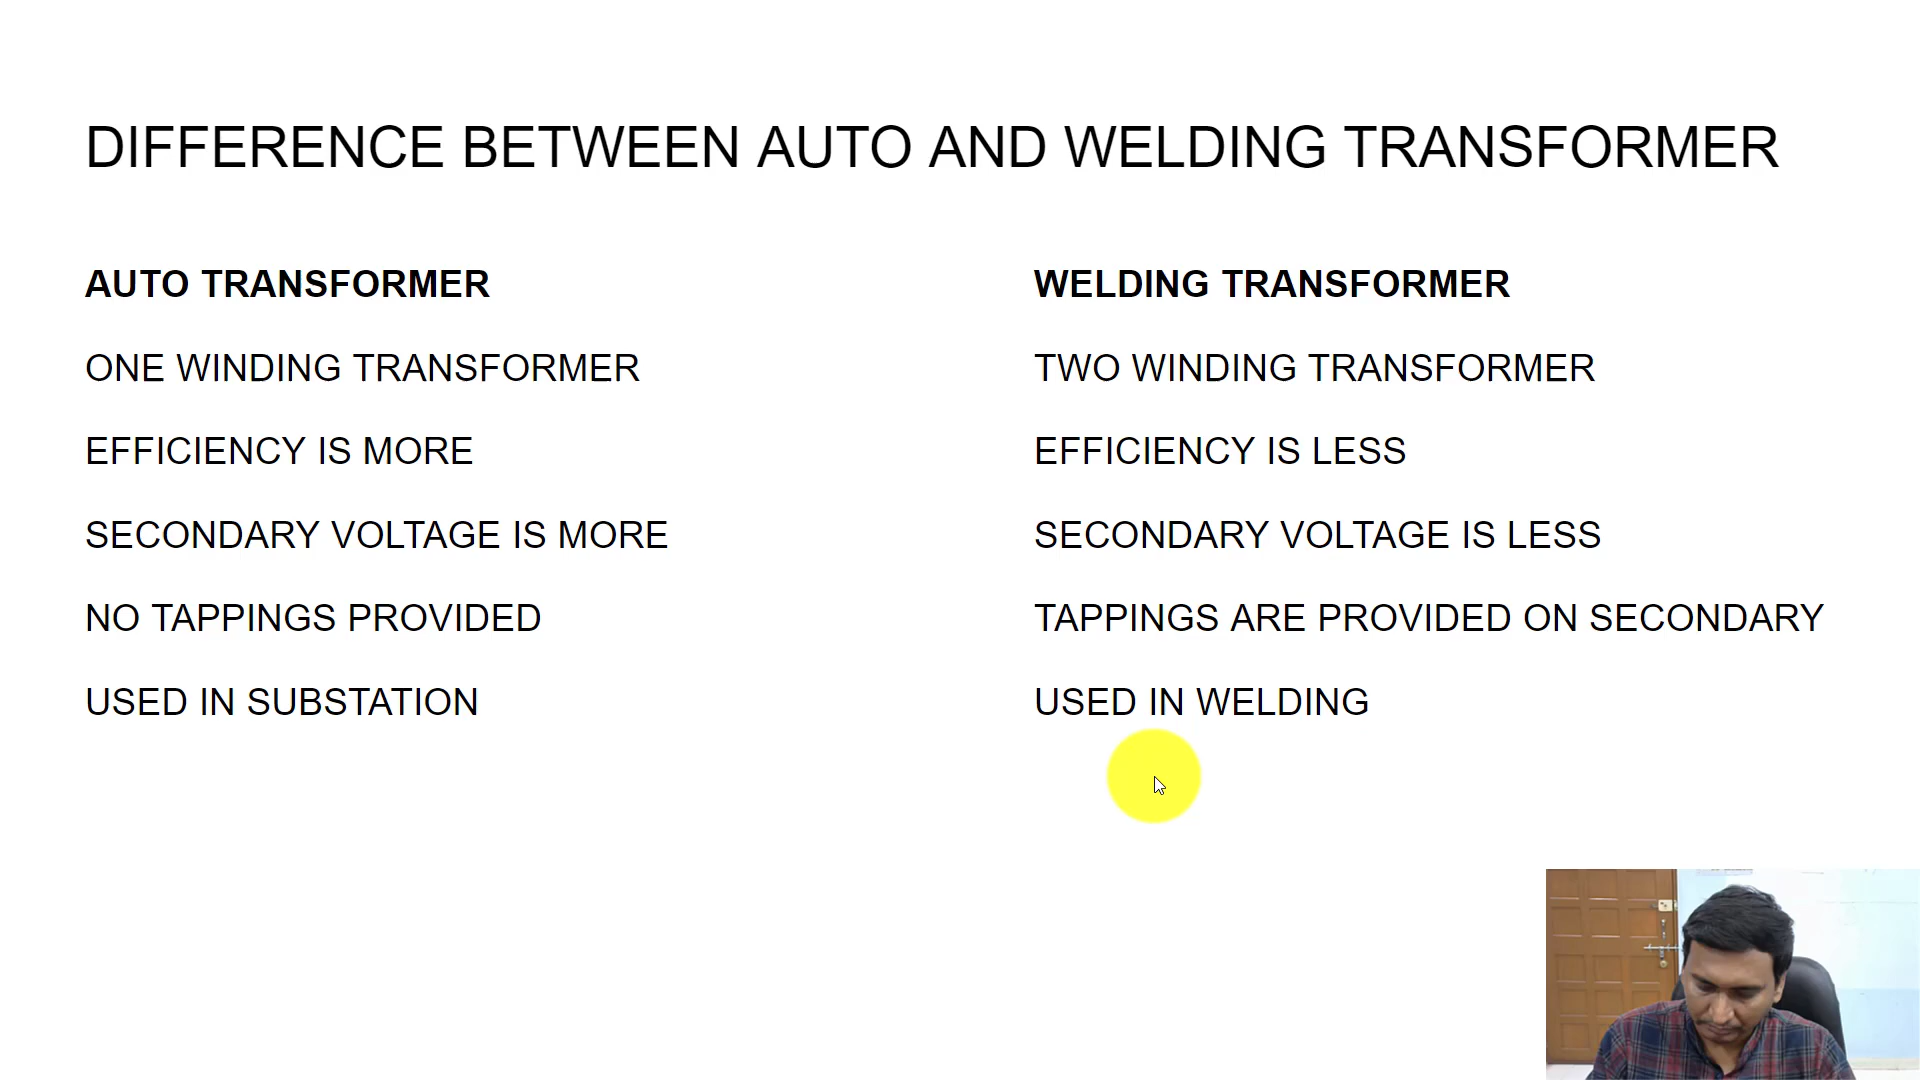 DIFFERENCE BETWEEN AUTO AND WELDING TRANSFORMER
AUTO TRANSFORMER
ONE WINDING TRANSFORMER
EFFICIENCY IS MORE
SECONDARY VOLTAGE IS MORE
NO TAPPINGS PROVIDED
USED IN SUBSTATION
WELDING TRANSFORMER
TWO WINDING TRANSFORMER
EFFICIENCY IS LESS
SECONDARY VOLTAGE IS LESS
TAPPINGS ARE PROVIDED ON SECONDARY
USED IN WELDING